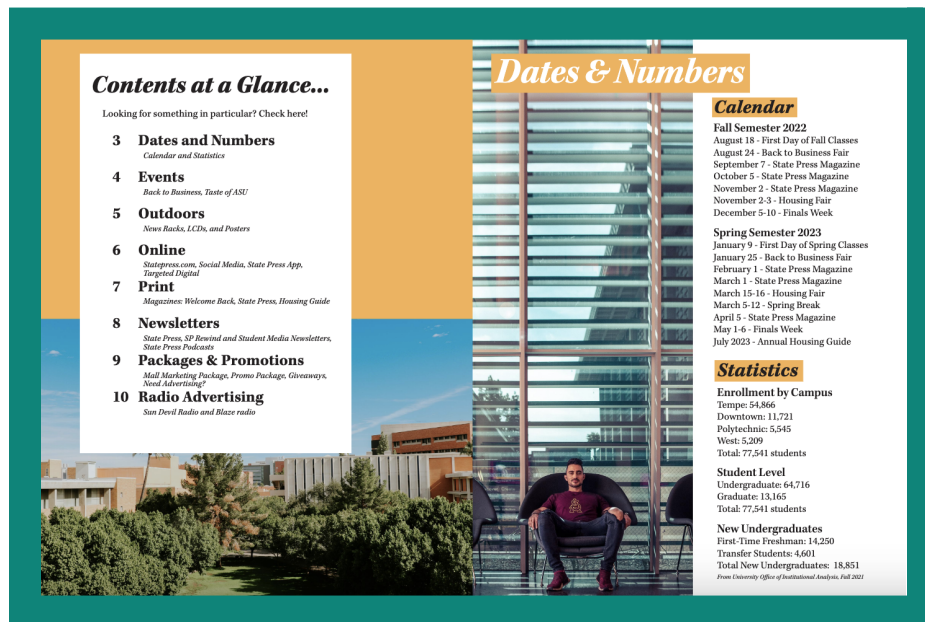 Contents at a Glance...
Looking for something in particular? Check here!
3 Dates and Numbers
Calendar and Statistics
4 Events
Back to Business, Taste of ASU
5 Outdoors
News Racks, LCDs, and Posters
6 Online
Statepress.com, Social Media, State Press App,
Targeted Digital
7 Print
Magazines: Welcome Back, State Press, Housing Guide
8 Newsletters
State Press, SP Rewind and Student Media Newsletters,
State Press Podcasts
9 Packages & Promotions
Mall Marketing Package, Promo Package, Giveaways,
Need Advertising?
10 Radio Advertising
Sun Devil Radio and Blaze radio
Dates & Numbers
Calendar
Fall Semester 2022
August 18 - First Day of Fall Classes
August 24 - Back to Business Fair
September 7 - State Press Magazine
October 5 - State Press Magazine
November 2 - State Press Magazine
November 2-3 - Housing Fair
December 5-10 - Finals Week
Spring Semester 2023
January 9 - First Day of Spring Classes
January 25 - Back to Business Fair
February 1 - State Press Magazine
March 1 - State Press Magazine
March 15-16 - Housing Fair
March 5-12 - Spring Break
April 5 - State Press Magazine
May 1-6 - Finals Week
July 2023 - Annual Housing Guide
Statistics
Enrollment by Campus
Tempe: 54,866
Downtown: 11,721
Polytechnic: 5,545
West: 5,209
Total: 77,541 students
Student Level
Undergraduate: 64,716
Graduate: 13,165
Total: 77,541 students
New Undergraduates
First-Time Freshman: 14,250
Transfer Students: 4,601
Total New Undergraduates: 18,851
From University Office of Institutional Analysis, Fall 2021